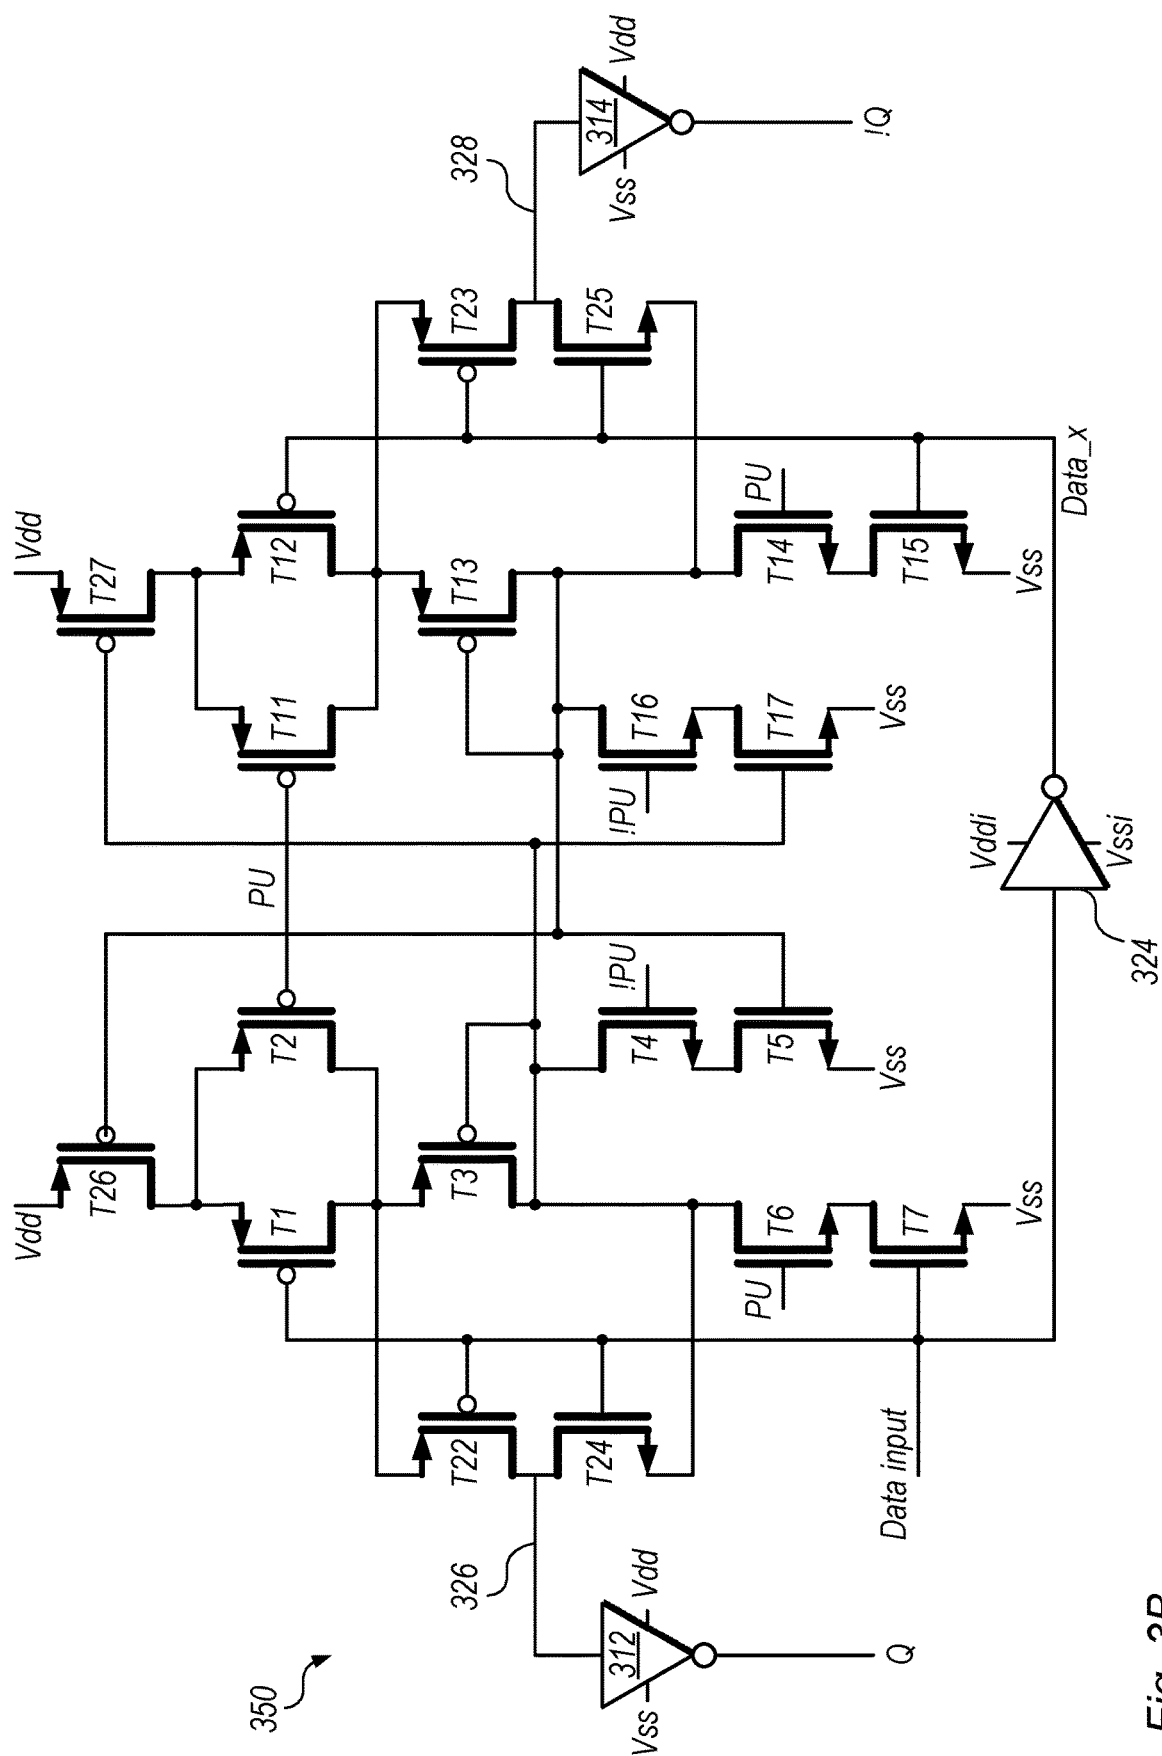 Vdd
314
Vss
!Q
328
T23
T25
Vdd
T27
T12
T11
T13
PU
T14
T15
Vss
Data_x
!PU
T16
T17
Vss
PU
Vddi
Vssi
324
!PU
T2
T4
T5
Vss
Vdd
T26
T1
T3
T6
PU
T7
Vss
T22
T24
Data input
326
Vdd
312
Vss
Q
350